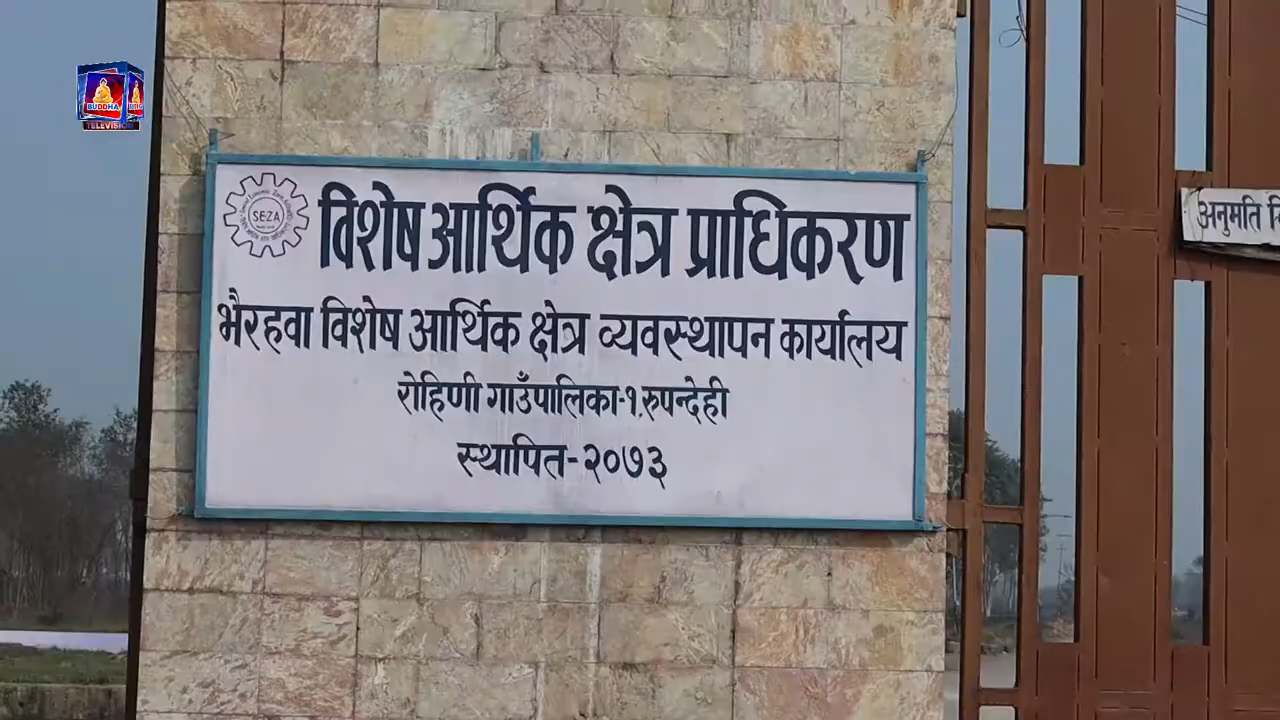 BUDDHA
TELEVISION
SEZA
विशेष आर्थिक क्षेत्र प्राधिकरण
भैरहवा विशेष आर्थिक क्षेत्र व्यवस्थापन कार्यालय
रोहिणी गाउँपालिका-१,रुपन्देही
स्थापित-२०७३
अनुमति